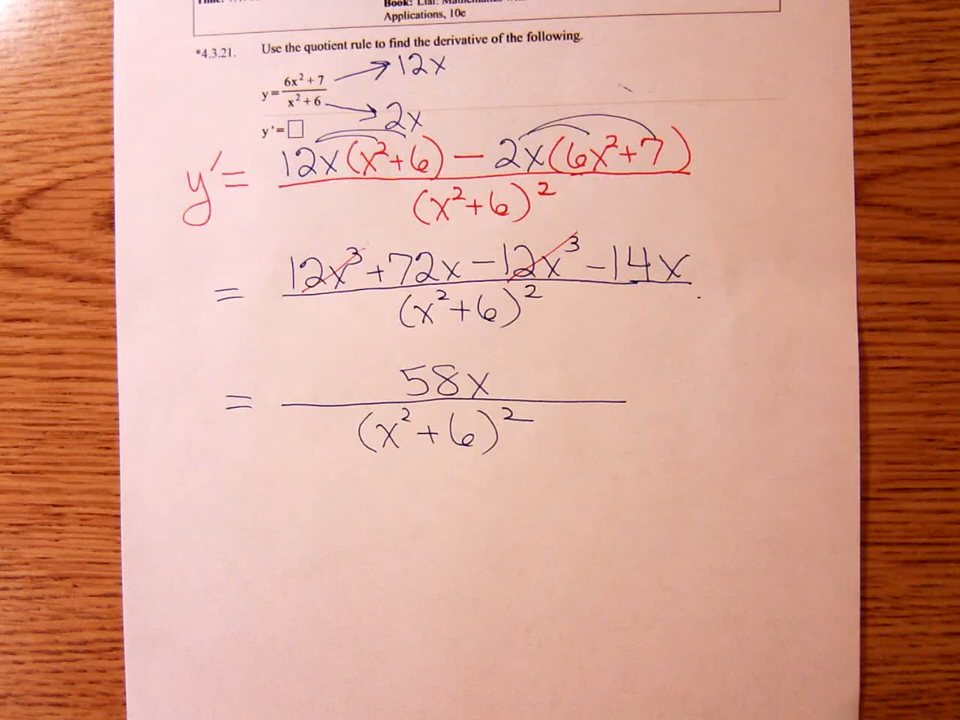 Book:
Applications, 10e
*4.3.21. Use the quotient rule to find the derivative of the following.
y = (6x² + 7)/(x² + 6) → 12x → 2x
y' = □
y' = (12x(x²+6) − 2x(6x²+7))/(x²+6)²
= (12x³ + 72x − 12x³ − 14x)/(x²+6)²
= 58x/(x²+6)²